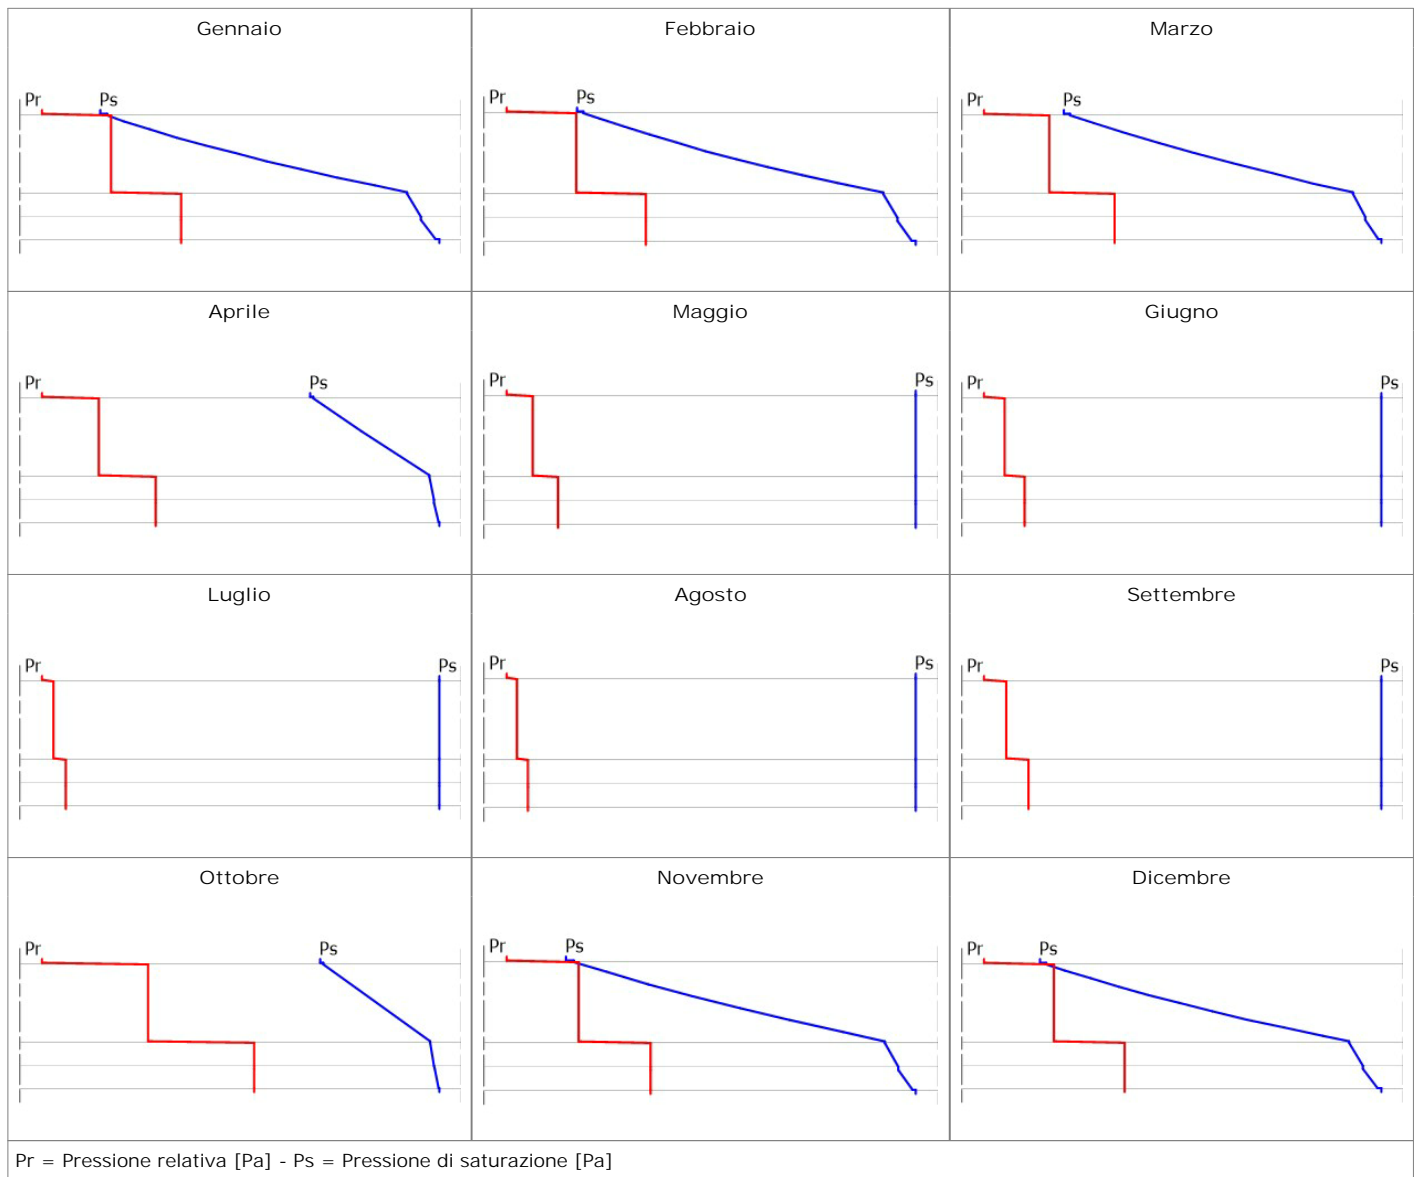 Gennaio Febbraio Marzo
Pr Ps Pr Ps Pr Ps
Aprile Maggio Giugno
Pr Ps Pr Ps Pr Ps
Luglio Agosto Settembre
Pr Ps Pr Ps Pr Ps
Ottobre Novembre Dicembre
Pr Ps Pr Ps Pr Ps
Pr = Pressione relativa [Pa] - Ps = Pressione di saturazione [Pa]